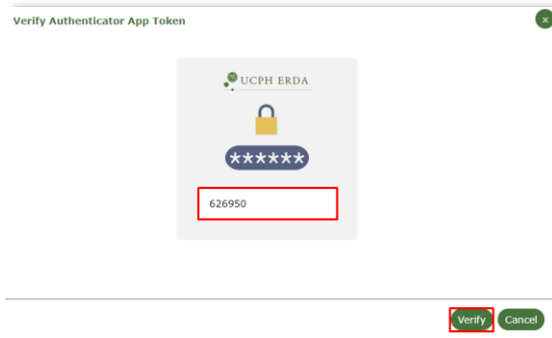 Verify Authenticator App Token
UCPH ERDA
******
626950
Verify Cancel